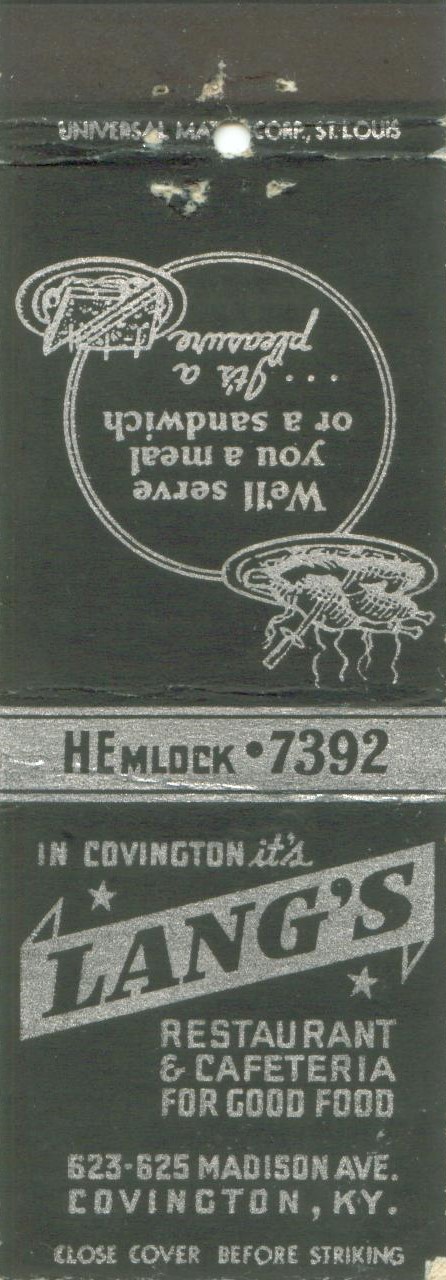 UNIVERSAL MATCH CORP., ST. LOUIS
We'll serve
you a meal
or a sandwich
... It's a
pleasure
HEMLOCK • 7392
IN COVINGTON it's
LANG'S
RESTAURANT
& CAFETERIA
FOR GOOD FOOD
623-625 MADISON AVE.
COVINGTON, KY.
CLOSE COVER BEFORE STRIKING